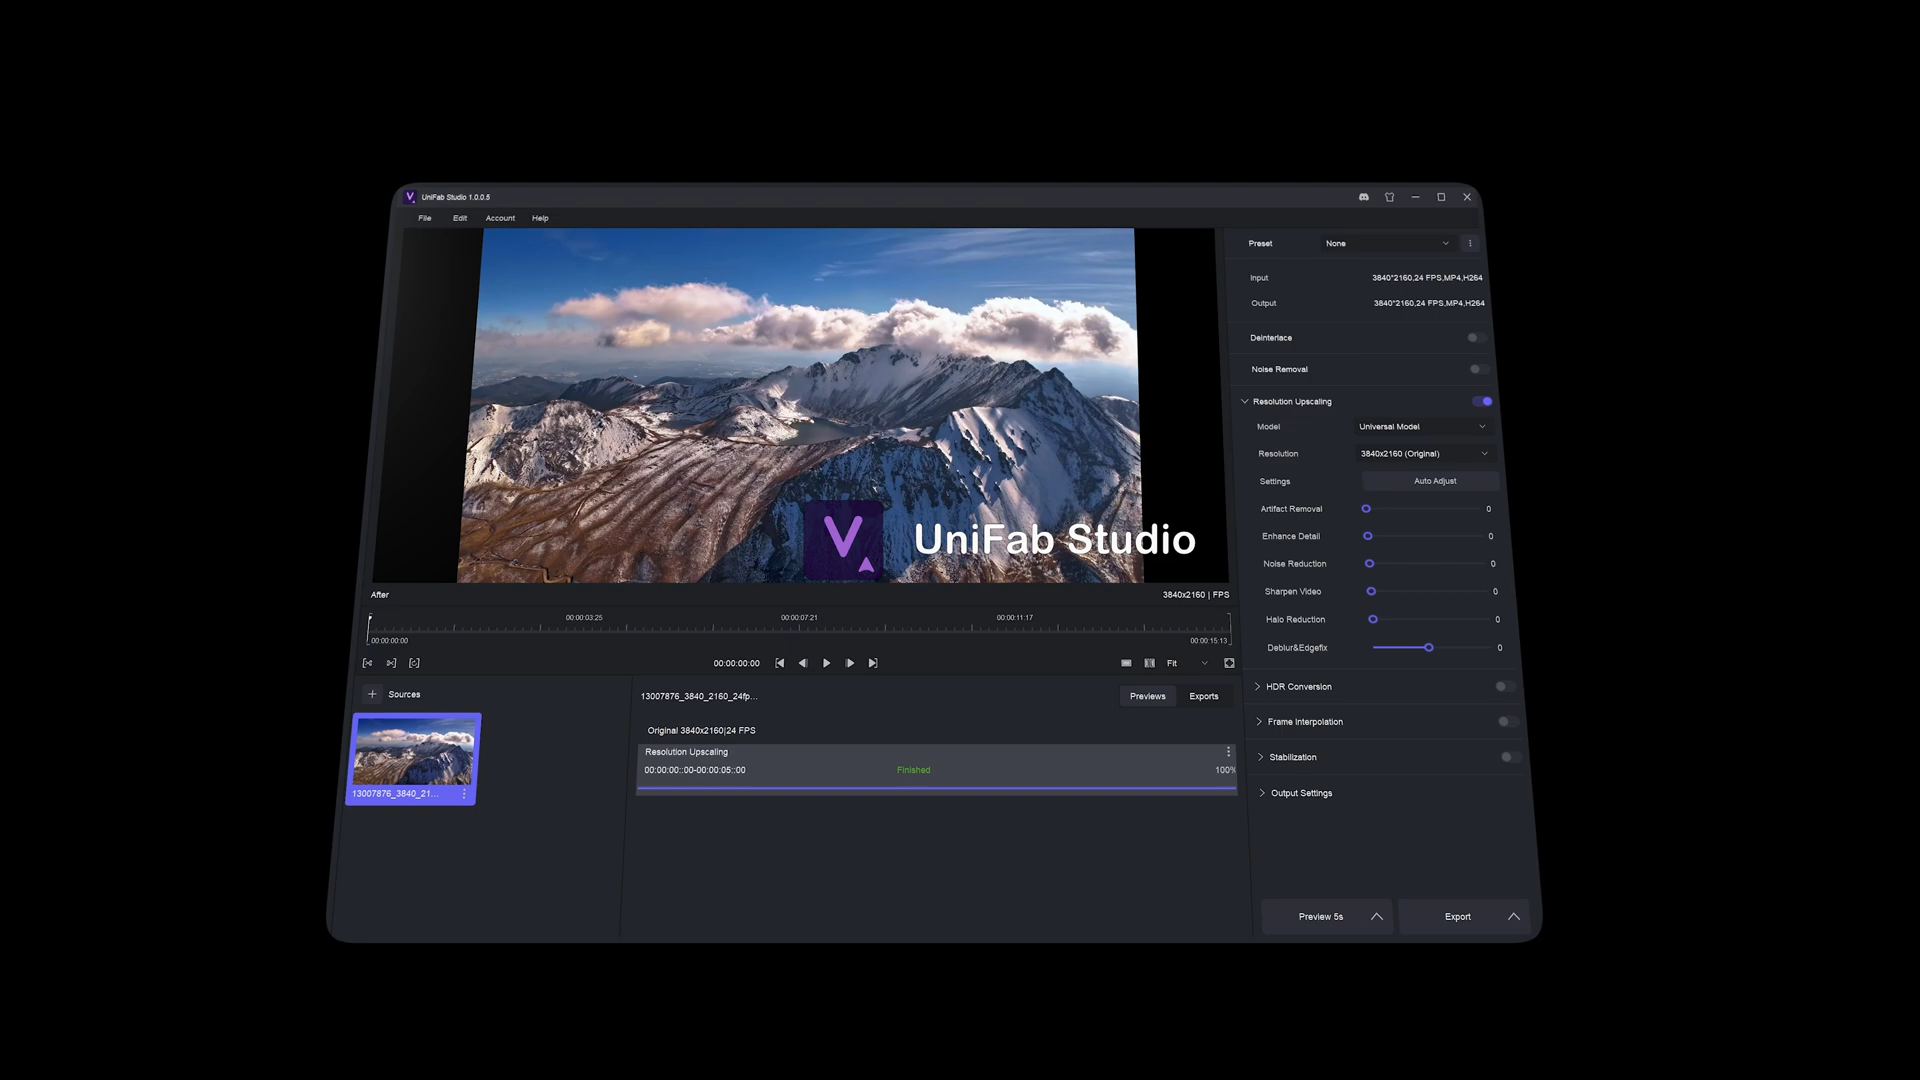 UniFab Studio 1.0.0.5
File Edit Account Help
Preset None
Input 3840*2160,24 FPS,MP4,H264
Output 3840*2160,24 FPS,MP4,H264
Deinterlace
Noise Removal
Resolution Upscaling
Model Universal Model
Resolution 3840x2160 (Original)
Settings Auto Adjust
Artifact Removal 0
Enhance Detail 0
Noise Reduction 0
Sharpen Video 0
Halo Reduction 0
Deblur&Edgefix 0
HDR Conversion
Frame Interpolation
Stabilization
Output Settings
Preview 5s Export
UniFab Studio
After 3840x2160 | FPS
00:00:03:25 00:00:07:21 00:00:11:17
00:00:00:00 00:00:15:13
00:00:00:00 Fit
Sources
13007876_3840_21...
13007876_3840_2160_24fp... Previews Exports
Original 3840x2160|24 FPS
Resolution Upscaling
00:00:00::00-00:00:05::00 Finished 100%